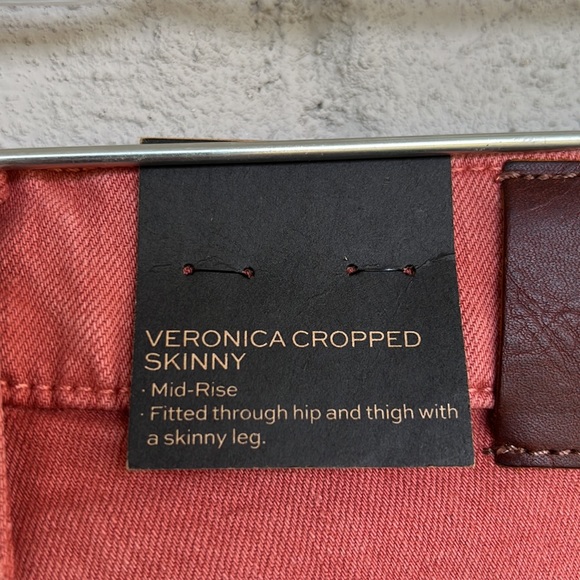 VERONICA CROPPED
SKINNY
· Mid-Rise
· Fitted through hip and thigh with
a skinny leg.